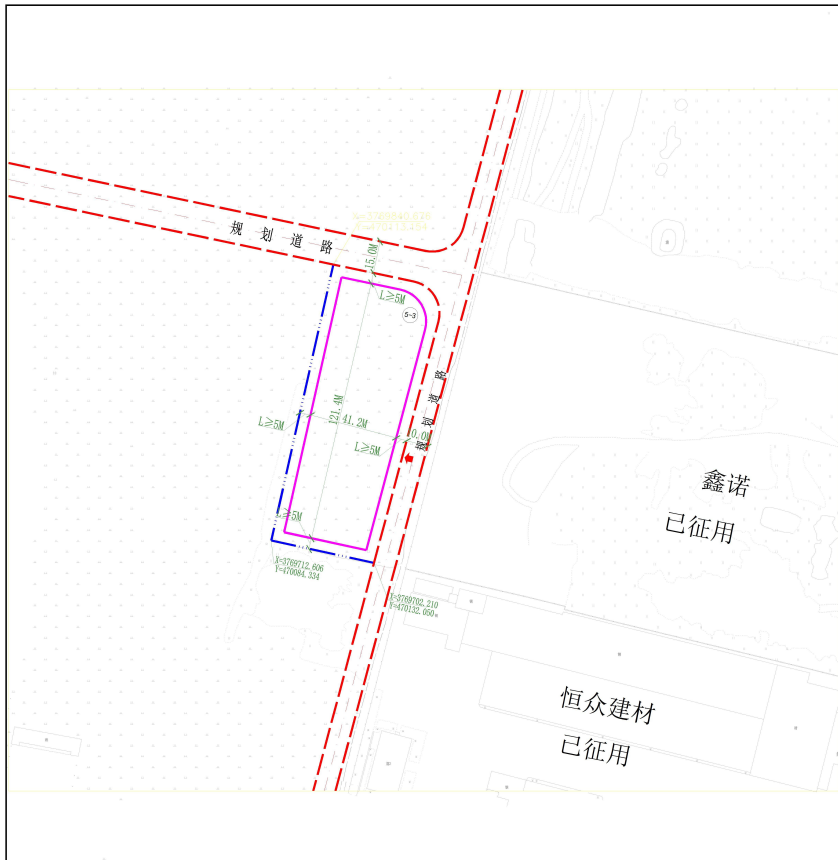 规划道路
15.0M
L≥5M
5-3
规划道路
121.4M
41.2M
L≥5M
L≥5M
L≥5M
鑫诺
已征用
X=3769712.606
Y=470084.334
X=3769702.210
Y=470132.050
恒众建材
已征用